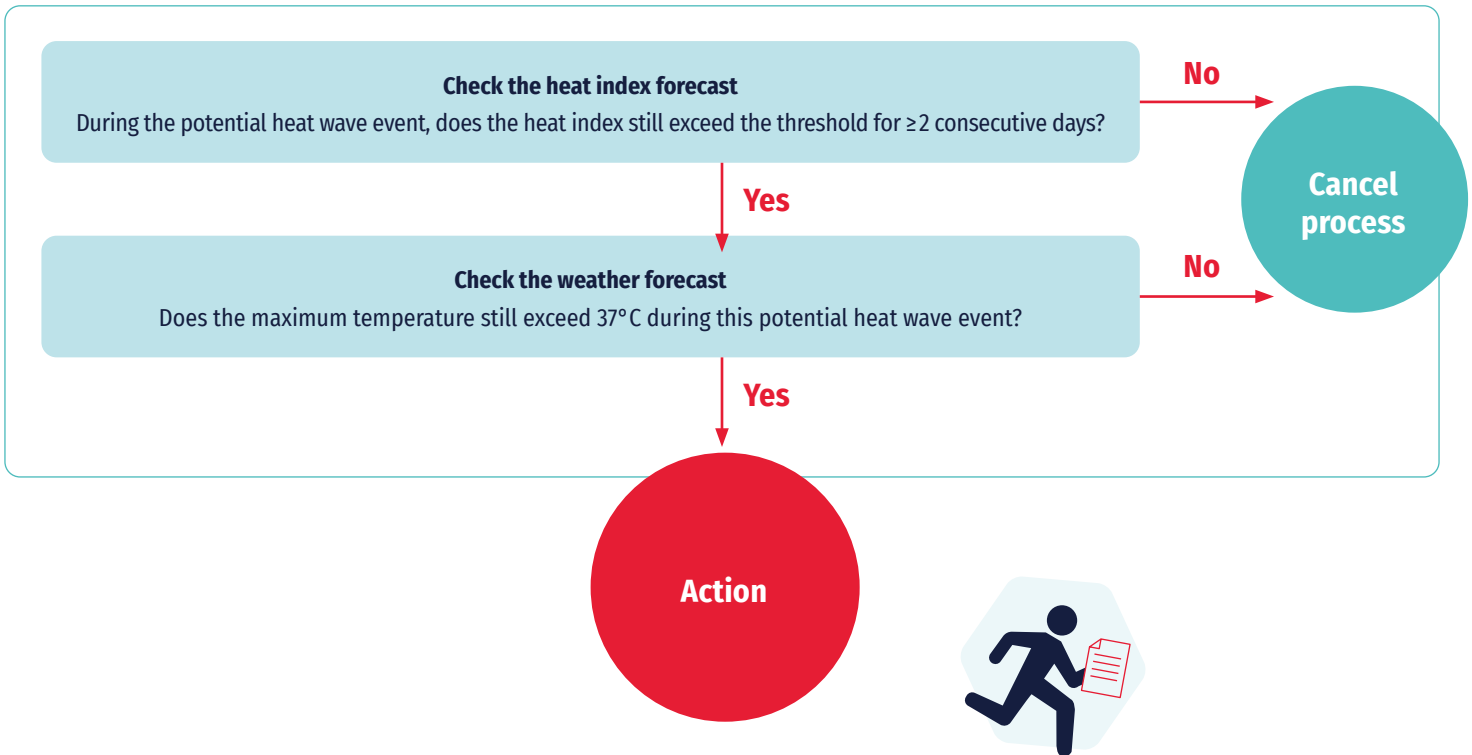 Check the heat index forecast
During the potential heat wave event, does the heat index still exceed the threshold for ≥2 consecutive days?
No
Cancel
process
Yes
Check the weather forecast
Does the maximum temperature still exceed 37°C during this potential heat wave event?
No
Yes
Action